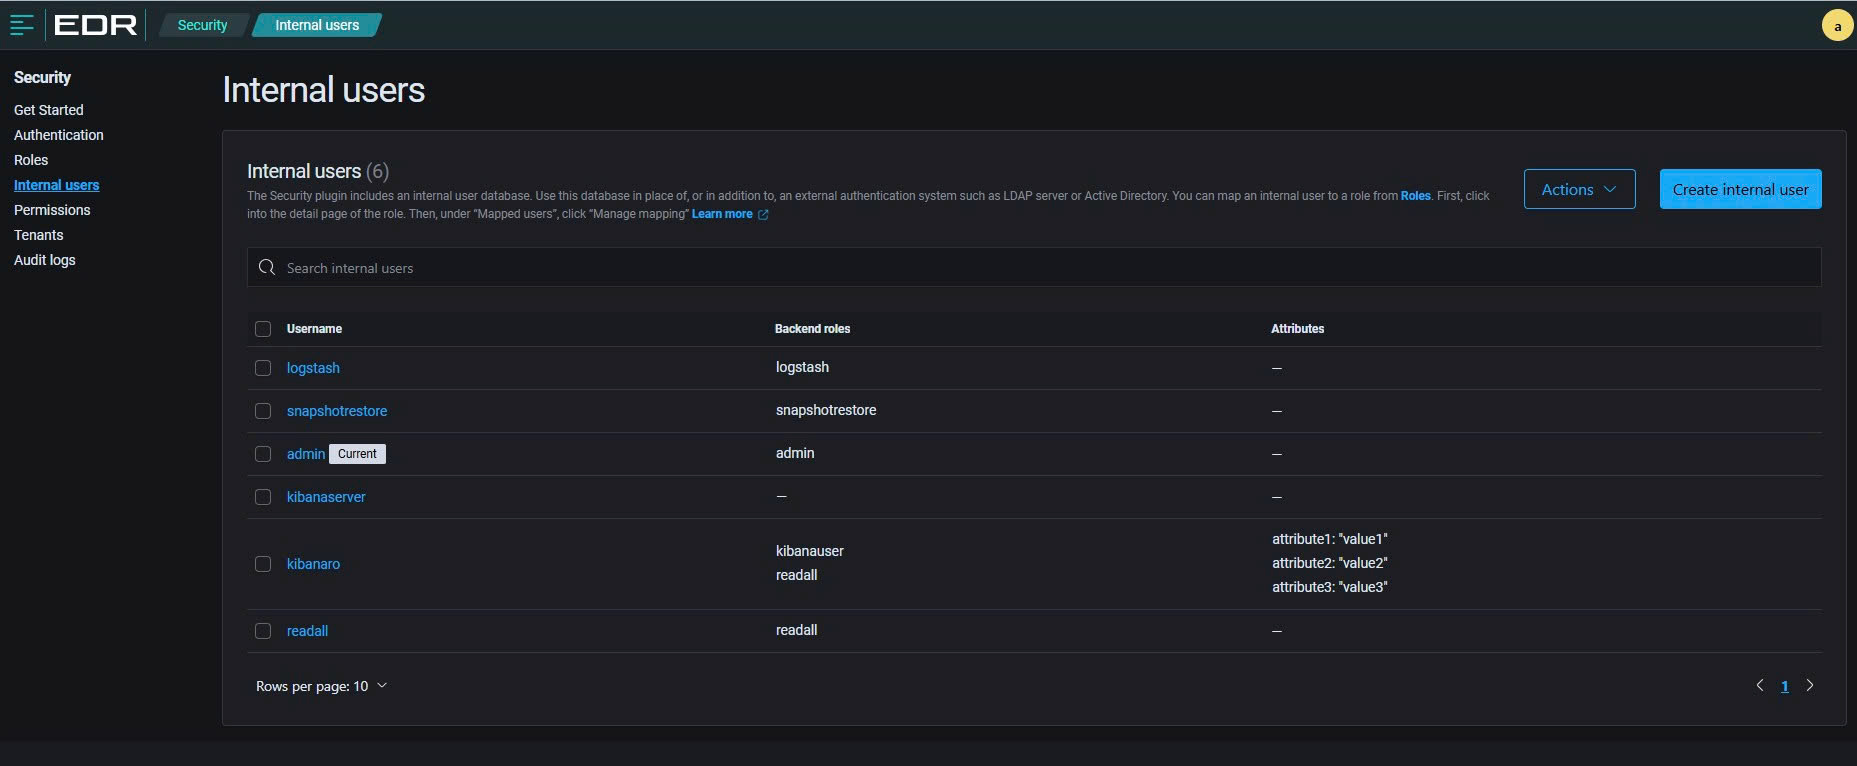 EDR
Security
Internal users
a
Security
Get Started
Authentication
Roles
Internal users
Permissions
Tenants
Audit logs
Internal users
Internal users (6)
The Security plugin includes an internal user database. Use this database in place of, or in addition to, an external authentication system such as LDAP server or Active Directory. You can map an internal user to a role from Roles. First, click
into the detail page of the role. Then, under “Mapped users”, click “Manage mapping” Learn more
Actions
Create internal user
Search internal users
Username Backend roles Attributes
logstash logstash —
snapshotrestore snapshotrestore —
admin Current admin —
kibanaserver — —
kibanaro
kibanauser
readall
attribute1: "value1"
attribute2: "value2"
attribute3: "value3"
readall readall —
Rows per page: 10
1